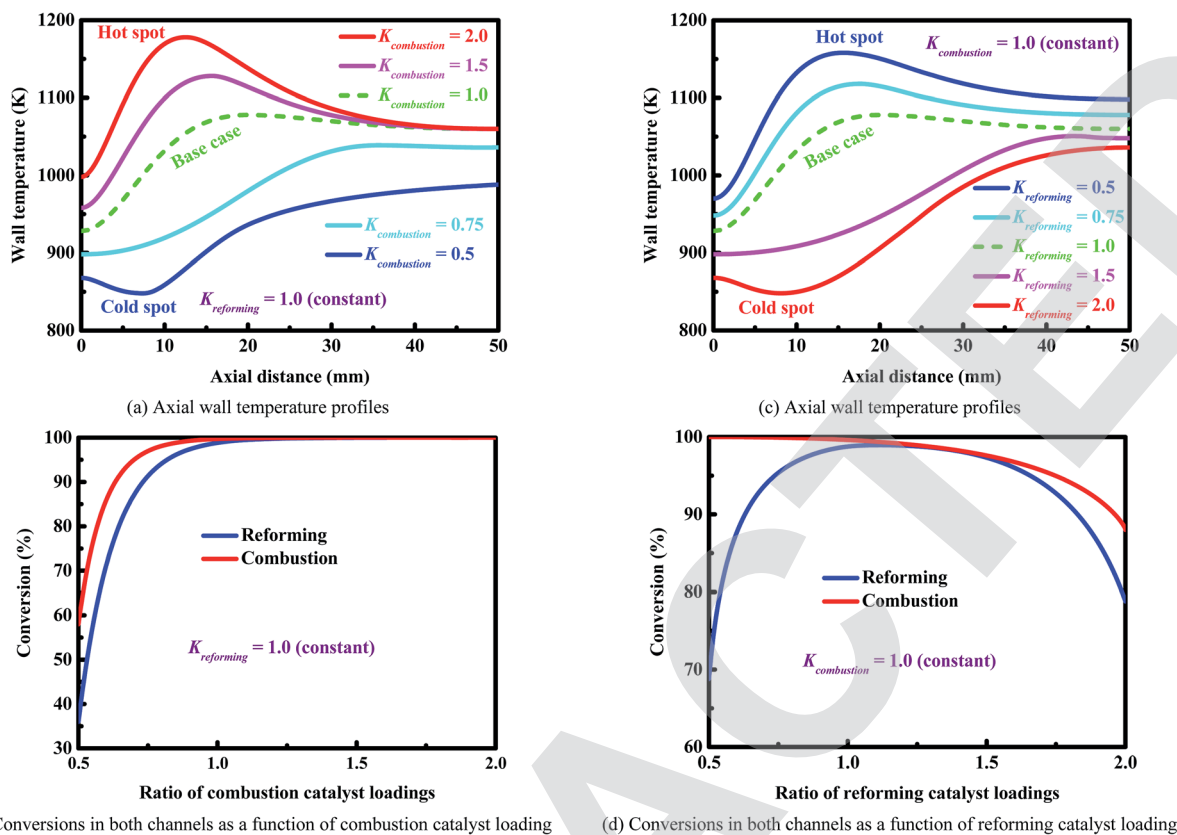 1200
1100
1000
900
800
Wall temperature (K)
Hot spot
K combustion = 2.0
K combustion = 1.5
K combustion = 1.0
Base case
K combustion = 0.75
K combustion = 0.5
Cold spot
K reforming = 1.0 (constant)
0 10 20 30 40 50
Axial distance (mm)
(a) Axial wall temperature profiles
1200
1100
1000
900
800
Wall temperature (K)
Hot spot
K combustion = 1.0 (constant)
Base case
K reforming = 0.5
K reforming = 0.75
K reforming = 1.0
K reforming = 1.5
K reforming = 2.0
Cold spot
0 10 20 30 40 50
Axial distance (mm)
(c) Axial wall temperature profiles
100
90
80
70
60
50
40
30
Conversion (%)
Reforming
Combustion
K reforming = 1.0 (constant)
0.5 1.0 1.5 2.0
Ratio of combustion catalyst loadings
Conversions in both channels as a function of combustion catalyst loading
100
90
80
70
60
Conversion (%)
Reforming
Combustion
K combustion = 1.0 (constant)
0.5 1.0 1.5 2.0
Ratio of reforming catalyst loadings
(d) Conversions in both channels as a function of reforming catalyst loading